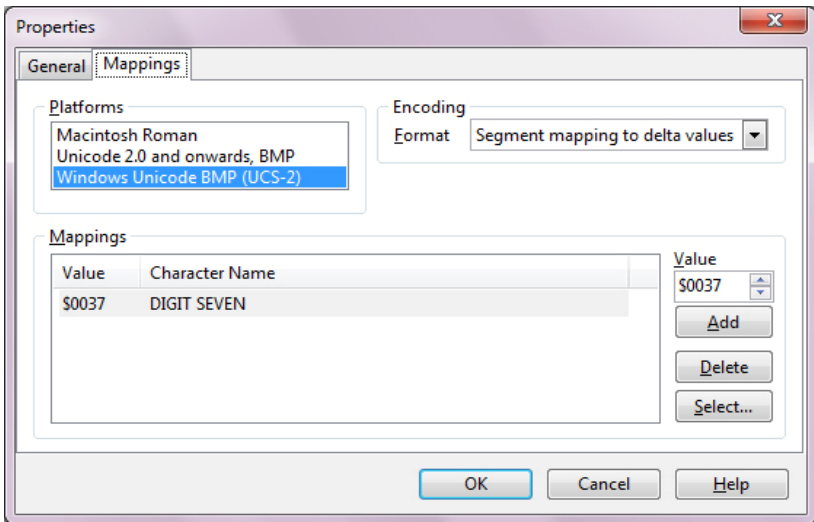 Properties
General Mappings
Platforms
Macintosh Roman
Unicode 2.0 and onwards, BMP
Windows Unicode BMP (UCS-2)
Encoding
Format Segment mapping to delta values
Mappings
Value Character Name
$0037 DIGIT SEVEN
Value
$0037
Add
Delete
Select...
OK Cancel Help